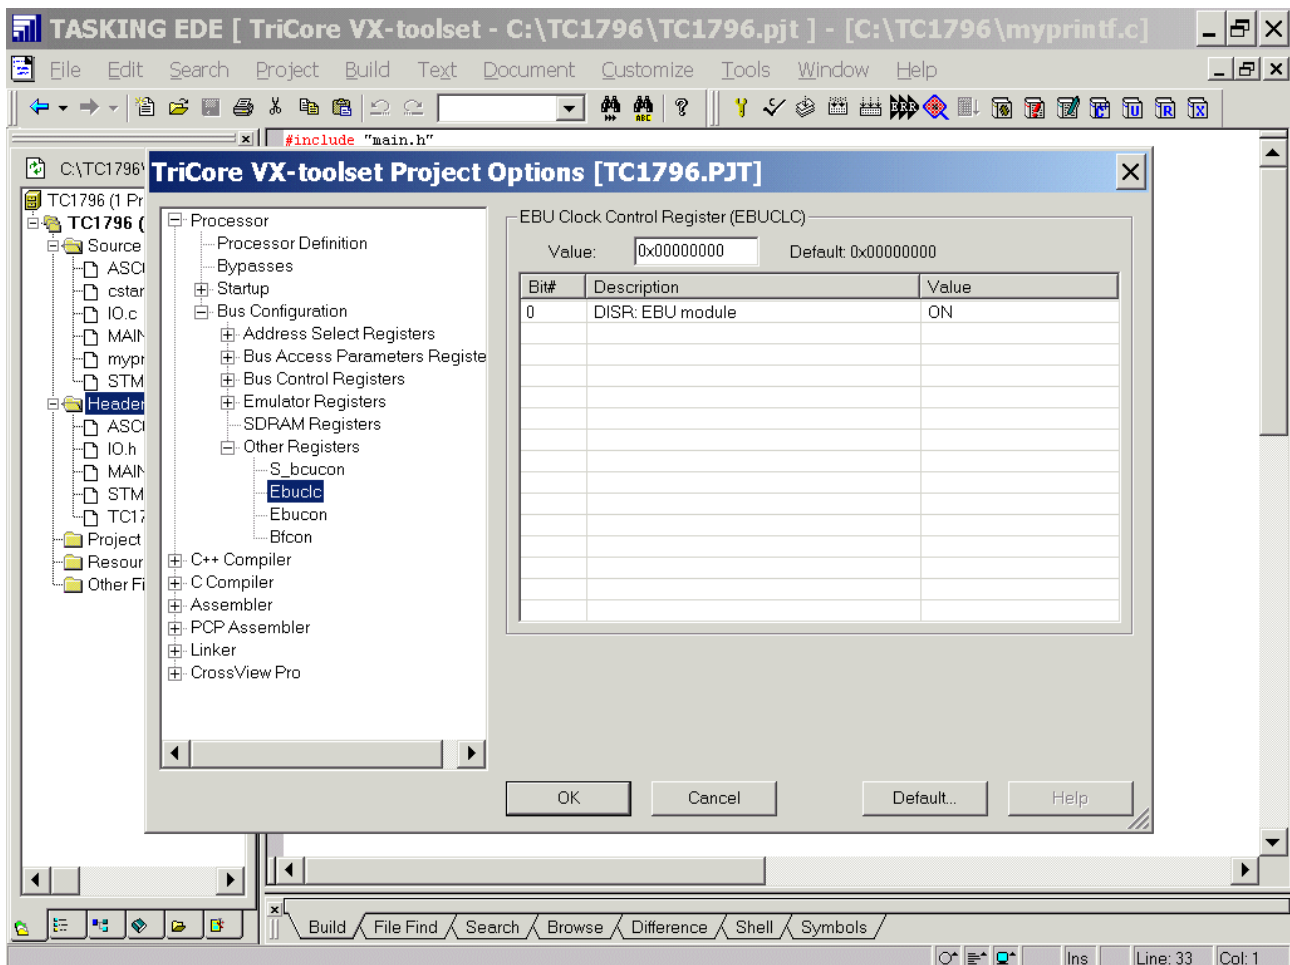 TASKING EDE [ TriCore VX-toolset - C:\TC1796\TC1796.pjt ] - [C:\TC1796\myprintf.c]
File Edit Search Project Build Text Document Customize Tools Window Help
#include "main.h"
C:\TC1796\
TriCore VX-toolset Project Options [TC1796.PJT]
TC1796 (1 Pr
TC1796 (
Source
ASC
cstar
IO.c
MAIN
mypr
STM
Header
ASC
IO.h
MAIN
STM
TC17
Project
Resour
Other Fi
Processor
Processor Definition
Bypasses
Startup
Bus Configuration
Address Select Registers
Bus Access Parameters Registe
Bus Control Registers
Emulator Registers
SDRAM Registers
Other Registers
S_bcucon
Ebuclc
Ebucon
Bfcon
C++ Compiler
C Compiler
Assembler
PCP Assembler
Linker
CrossView Pro
EBU Clock Control Register (EBUCLC)
Value: 0x00000000 Default: 0x00000000
Bit# Description Value
0 DISR: EBU module ON
OK Cancel Default... Help
Build File Find Search Browse Difference Shell Symbols
Ins Line: 33 Col: 1